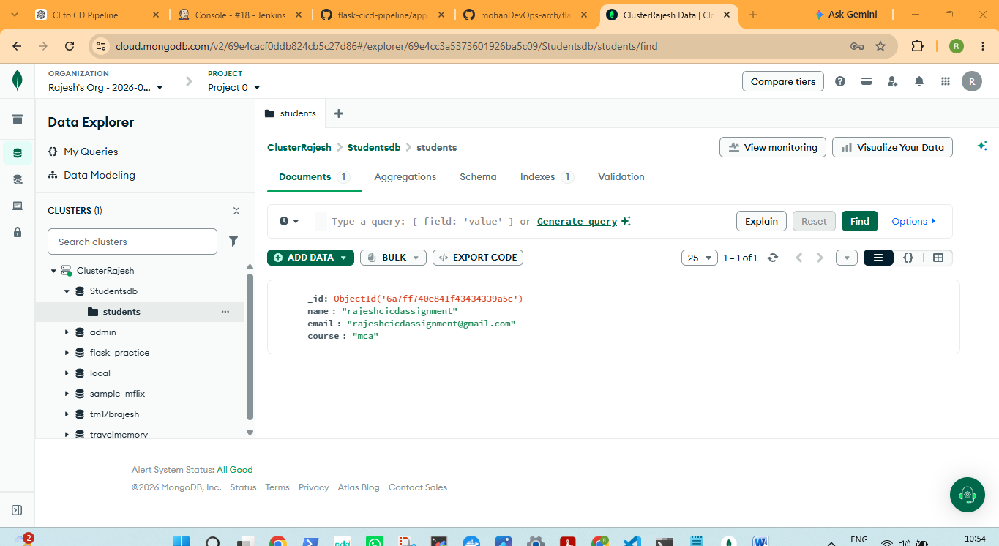 CI to CD Pipeline
Console - #18 - Jenkins
flask-cicd-pipeline/app
mohanDevOps-arch/fla
ClusterRajesh Data | Clo
Ask Gemini
cloud.mongodb.com/v2/69e4cacf0ddb824cb5c27d86#/explorer/69e4cc3a5373601926ba5c09/Studentsdb/students/find
R
ORGANIZATION
Rajesh's Org - 2026-0...
PROJECT
Project 0
Compare tiers
R
Data Explorer
My Queries
Data Modeling
CLUSTERS (1)
Search clusters
ClusterRajesh
Studentsdb
students
admin
flask_practice
local
sample_mflix
tm17brajesh
travelmemory
students
ClusterRajesh > Studentsdb > students
View monitoring
Visualize Your Data
Documents 1
Aggregations
Schema
Indexes 1
Validation
Type a query: { field: 'value' } or Generate query
Explain
Reset
Find
Options
ADD DATA
BULK
EXPORT CODE
25
1 – 1 of 1
_id: ObjectId('6a7ff740e841f43434339a5c')
name : "rajeshcicdassignment"
email : "rajeshcicdassignment@gmail.com"
course : "mca"
Alert System Status: All Good
©2026 MongoDB, Inc. Status Terms Privacy Atlas Blog Contact Sales
2
ENG
10:54